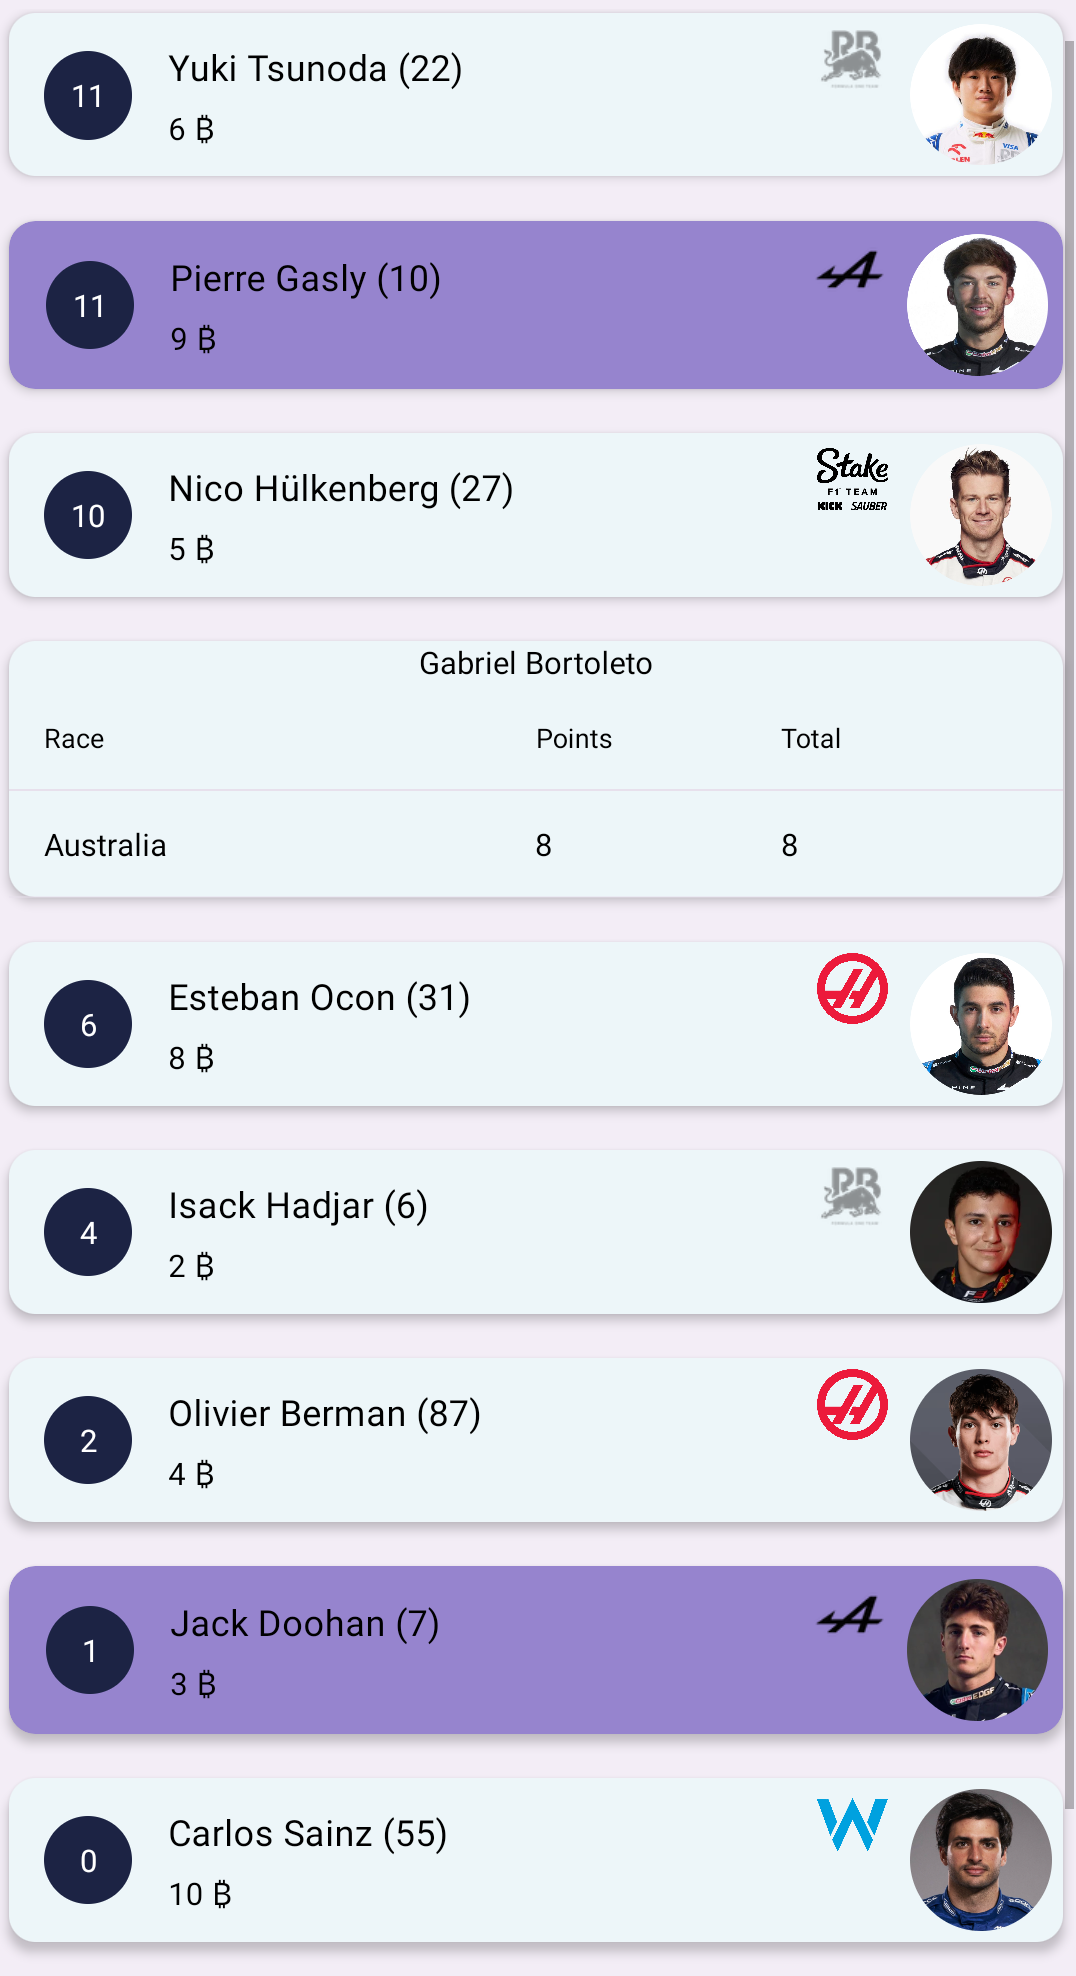 11
Yuki Tsunoda (22)
6 ₿
11
Pierre Gasly (10)
9 ₿
10
Nico Hülkenberg (27)
5 ₿
Stake
F1 TEAM
KICK SAUBER
Gabriel Bortoleto
Race Points Total
Australia 8 8
6
Esteban Ocon (31)
8 ₿
4
Isack Hadjar (6)
2 ₿
2
Olivier Berman (87)
4 ₿
1
Jack Doohan (7)
3 ₿
0
Carlos Sainz (55)
10 ₿